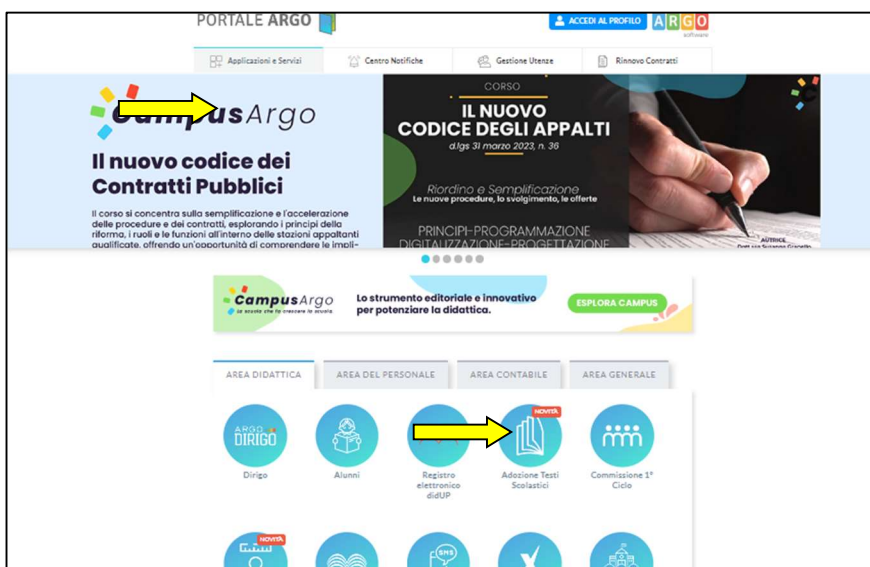 PORTALE ARGO
ACCEDI AL PROFILO
ARGO
software
Applicazioni e Servizi
Centro Notifiche
Gestione Utenze
Rinnovo Contratti
CampusArgo
Il nuovo codice dei
Contratti Pubblici
Il corso si concentra sulla semplificazione e l'accelerazione
delle procedure e dei contratti, esplorando i principi della
riforma, i ruoli e le funzioni all'interno delle stazioni appaltanti
qualificate, offrendo un'opportunità di comprendere le impli-
CORSO
IL NUOVO
CODICE DEGLI APPALTI
d.lgs 31 marzo 2023, n. 36
Riordino e Semplificazione
Le nuove procedure, lo svolgimento, le offerte
PRINCIPI-PROGRAMMAZIONE
DIGITALIZZAZIONE-PROGETTAZIONE
AUTRICE
CampusArgo
La scuola che fa crescere la scuola
Lo strumento editoriale e innovativo
per potenziare la didattica.
ESPLORA CAMPUS
AREA DIDATTICA
AREA DEL PERSONALE
AREA CONTABILE
AREA GENERALE
ARGO
DIRIGO
NOVITÀ
Dirigo
Alunni
Registro
elettronico
didUP
Adozione Testi
Scolastici
Commissione 1°
Ciclo
NOVITÀ
SMS